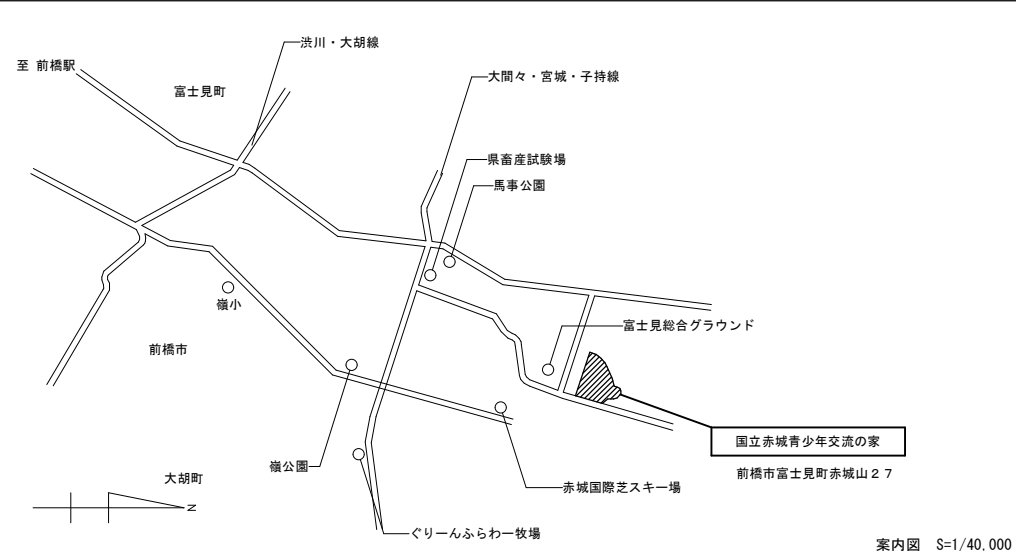 渋川・大胡線
至 前橋駅
大間々・宮城・子持線
富士見町
県畜産試験場
馬事公園
嶺小
富士見総合グラウンド
前橋市
国立赤城青少年交流の家
嶺公園
前橋市富士見町赤城山27
大胡町
赤城国際芝スキー場
N
ぐりーんふらわー牧場
案内図 S=1/40,000